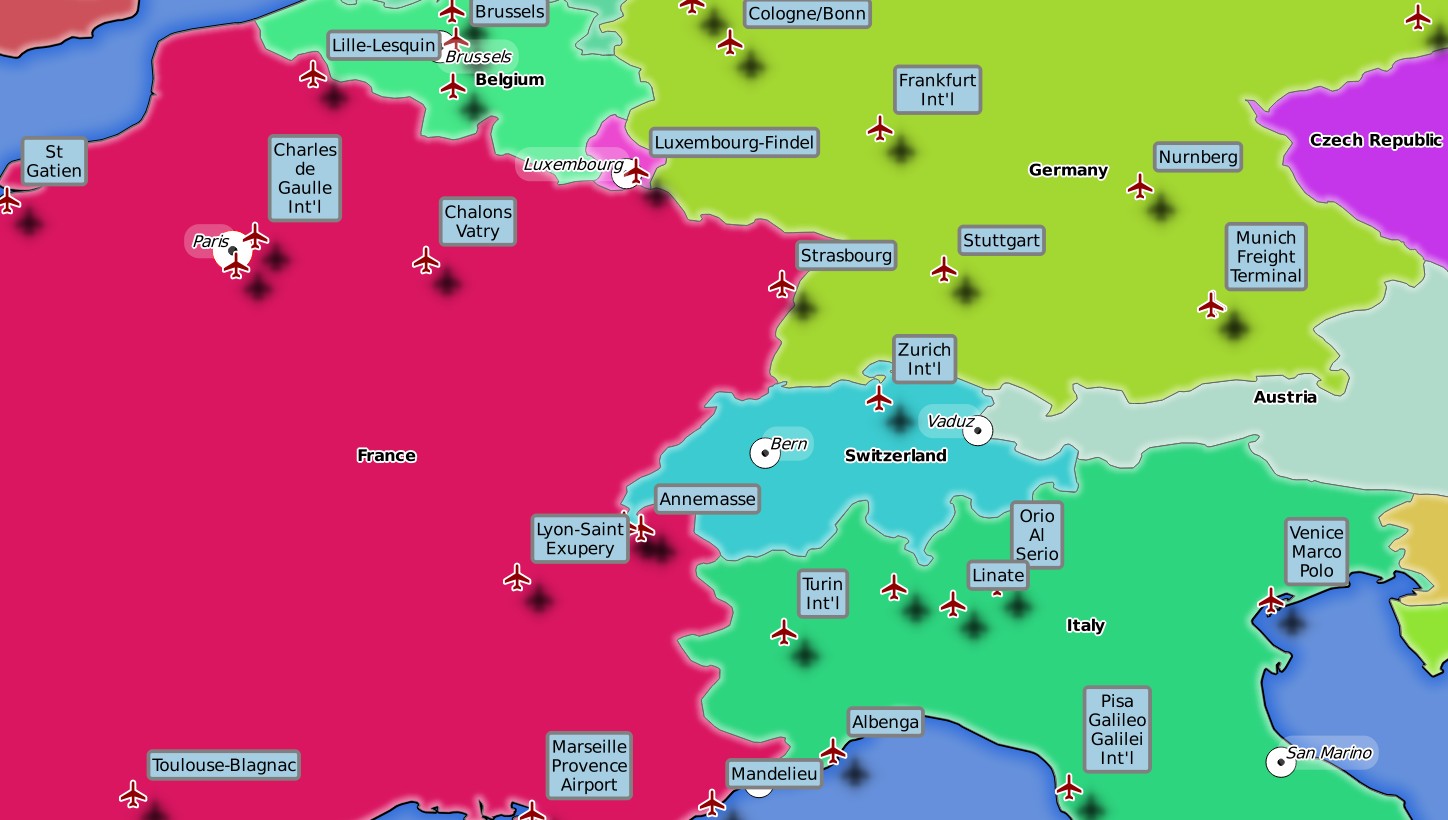 Brussels
Cologne/Bonn
Lille-Lesquin
Brussels
Belgium
Frankfurt
Int'l
Czech Republic
St
Gatien
Charles
de
Gaulle
Int'l
Luxembourg-Findel
Luxembourg
Germany
Nurnberg
Chalons
Vatry
Paris
Strasbourg
Stuttgart
Munich
Freight
Terminal
Zurich
Int'l
Austria
Vaduz
Bern
France
Switzerland
Annemasse
Lyon-Saint
Exupery
Orio
Al
Serio
Venice
Marco
Polo
Linate
Turin
Int'l
Italy
Pisa
Galileo
Galilei
Int'l
Albenga
San Marino
Toulouse-Blagnac
Marseille
Provence
Airport
Mandelieu